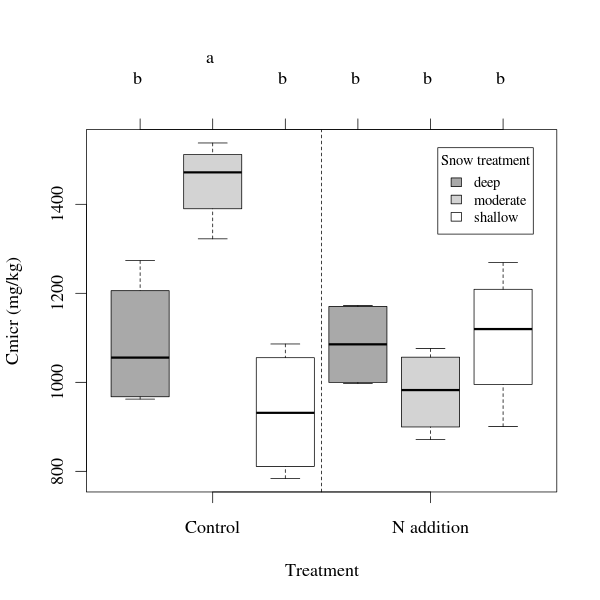 a
b b b b b
Snow treatment
deep
moderate
shallow
1400
1200
1000
800
Cmicr (mg/kg)
Control N addition
Treatment